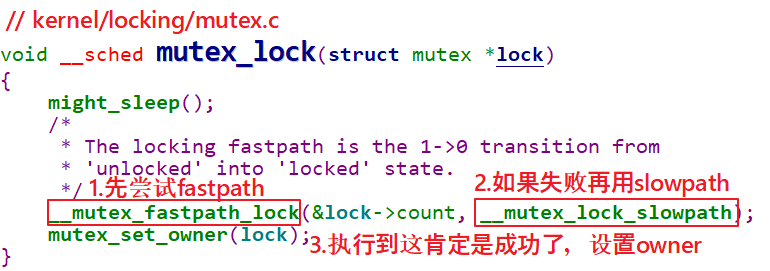 // kernel/locking/mutex.c
void __sched mutex_lock(struct mutex *lock)
{
might_sleep();
/*
* The locking fastpath is the 1->0 transition from
* 'unlocked' into 'locked' state.
*/ 1.先尝试fastpath 2.如果失败再用slowpath
__mutex_fastpath_lock(&lock->count, __mutex_lock_slowpath);
mutex_set_owner(lock); 3.执行到这肯定是成功了，设置owner
}